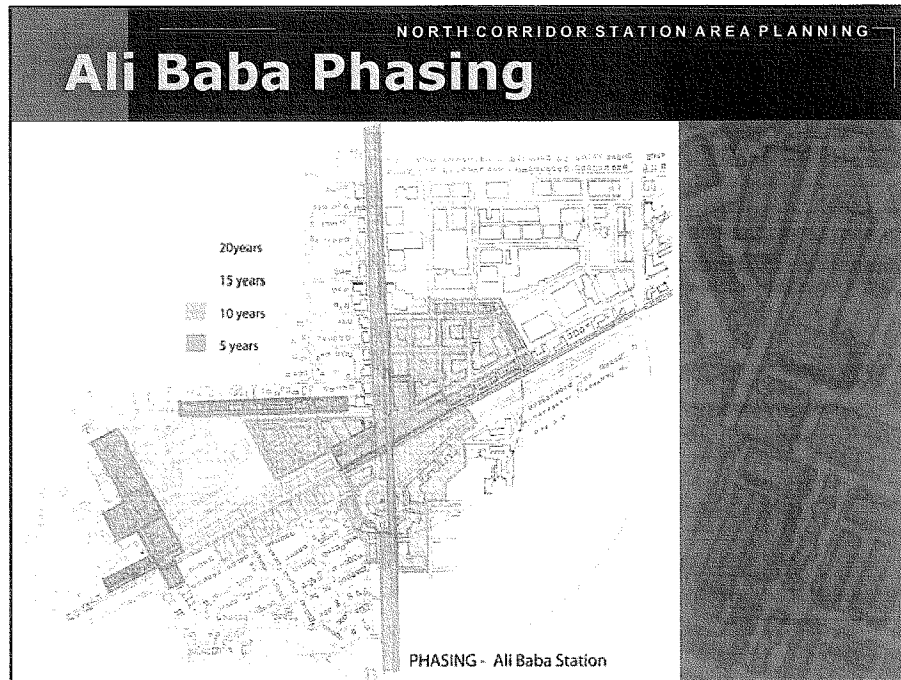 NORTH CORRIDOR STATION AREA PLANNING
Ali Baba Phasing
20years
15 years
10 years
5 years
PHASING - Ali Baba Station